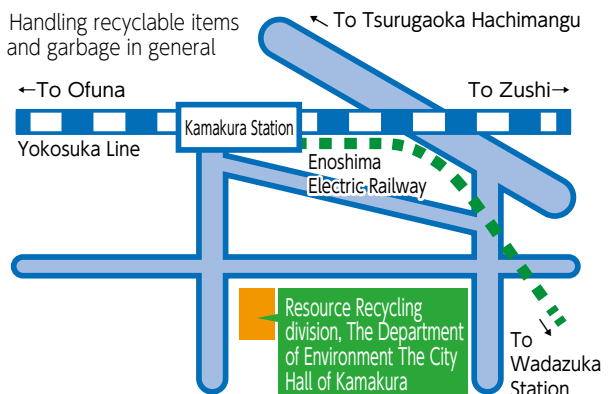 Handling recyclable items
and garbage in general
To Tsurugaoka Hachimangu
←To Ofuna
To Zushi→
Kamakura Station
Yokosuka Line
Enoshima
Electric Railway
Resource Recycling
division, The Department
of Environment The City
Hall of Kamakura
To
Wadazuka
Station